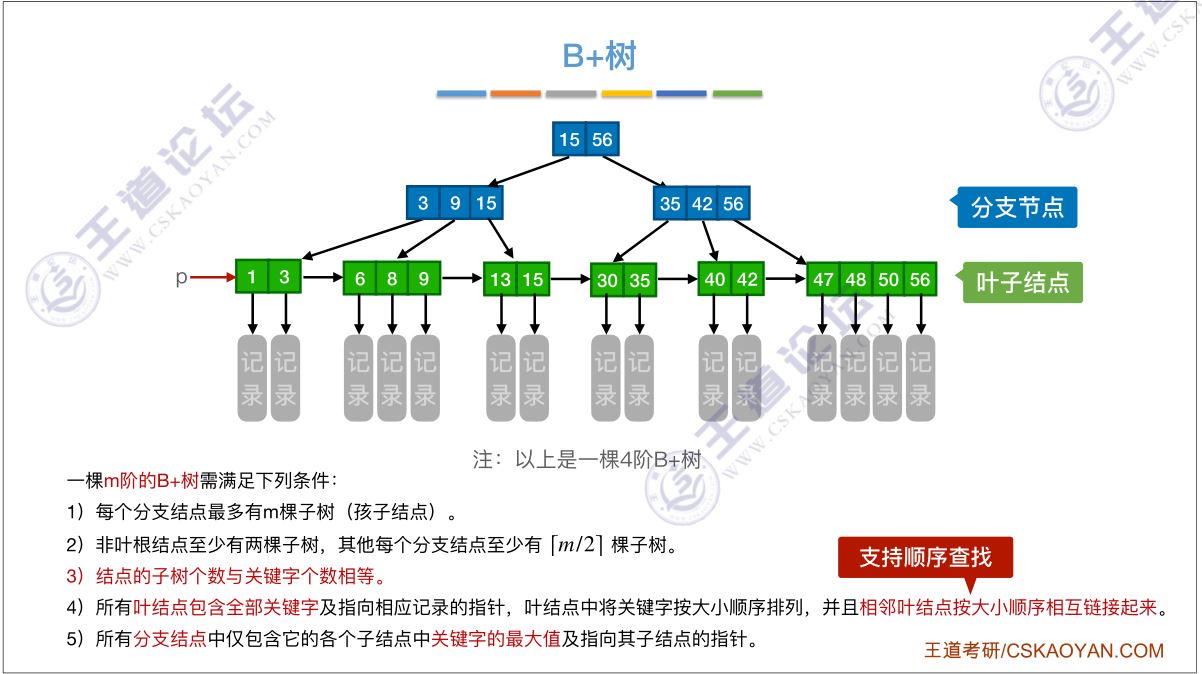 B+树
15 56
3 9 15 35 42 56
分支节点
p 1 3 6 8 9 13 15 30 35 40 42 47 48 50 56
叶子结点
记录 记录 记录 记录 记录 记录 记录 记录 记录 记录 记录 记录 记录 记录 记录
注：以上是一棵4阶B+树
一棵m阶的B+树需满足下列条件：
1）每个分支结点最多有m棵子树（孩子结点）。
2）非叶根结点至少有两棵子树，其他每个分支结点至少有 ⌈m/2⌉ 棵子树。
支持顺序查找
3）结点的子树个数与关键字个数相等。
4）所有叶结点包含全部关键字及指向相应记录的指针，叶结点中将关键字按大小顺序排列，并且相邻叶结点按大小顺序相互链接起来。
5）所有分支结点中仅包含它的各个子结点中关键字的最大值及指向其子结点的指针。
王道考研/CSKAOYAN.COM
王道论坛
WWW.CSKAOYAN.COM
王道论坛
WWW.CSKAOYAN.COM